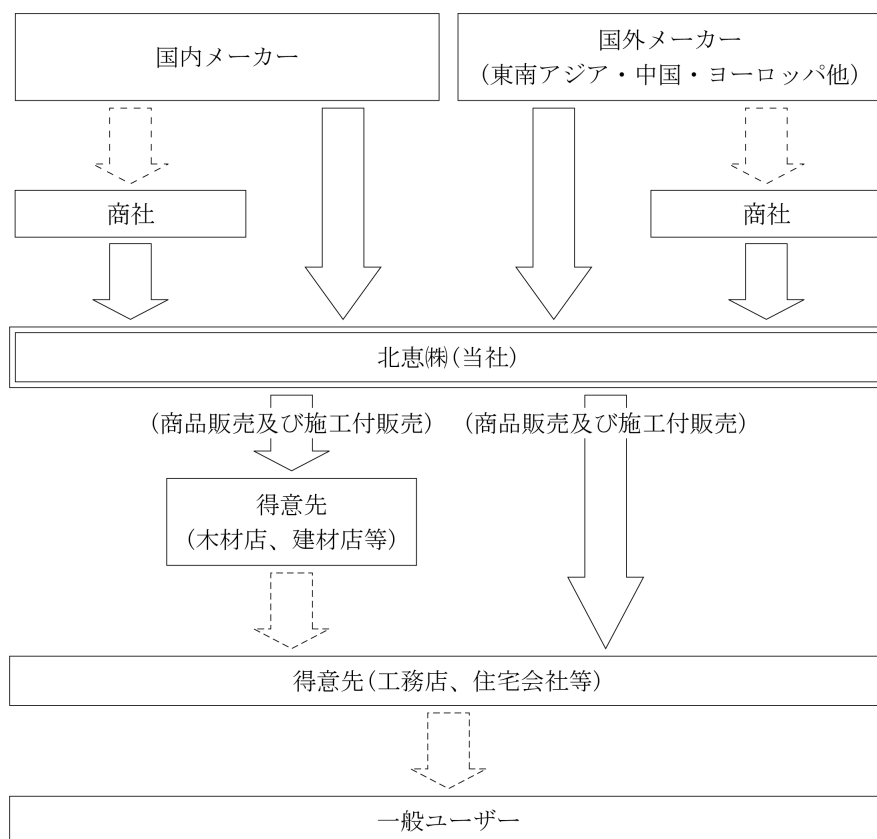 国内メーカー
国外メーカー
(東南アジア・中国・ヨーロッパ他)
商社
商社
北恵㈱(当社)
(商品販売及び施工付販売)
(商品販売及び施工付販売)
得意先
(木材店、建材店等)
得意先(工務店、住宅会社等)
一般ユーザー